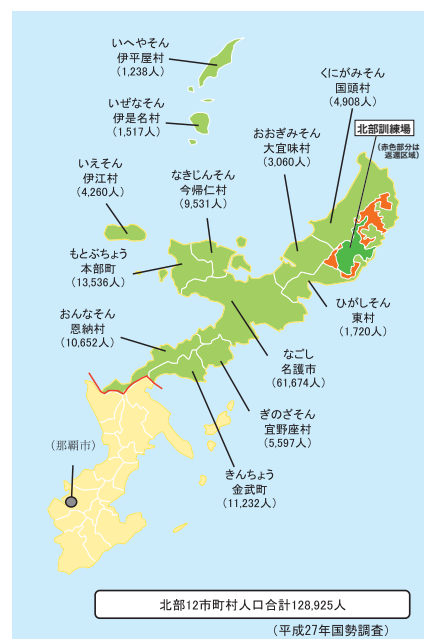 いへやそん
伊平屋村
(1,238人)
いぜなそん
伊是名村
(1,517人)
くにがみそん
国頭村
(4,908人)
北部訓練場
(赤色部分は
返還区域)
おおぎみそん
大宜味村
(3,060人)
いえそん
伊江村
(4,260人)
なきじんそん
今帰仁村
(9,531人)
もとぶちょう
本部町
(13,536人)
ひがしそん
東村
(1,720人)
おんなそん
恩納村
(10,652人)
なごし
名護市
(61,674人)
ぎのざそん
宜野座村
(5,597人)
(那覇市)
きんちょう
金武町
(11,232人)
北部12市町村人口合計128,925人
(平成27年国勢調査)